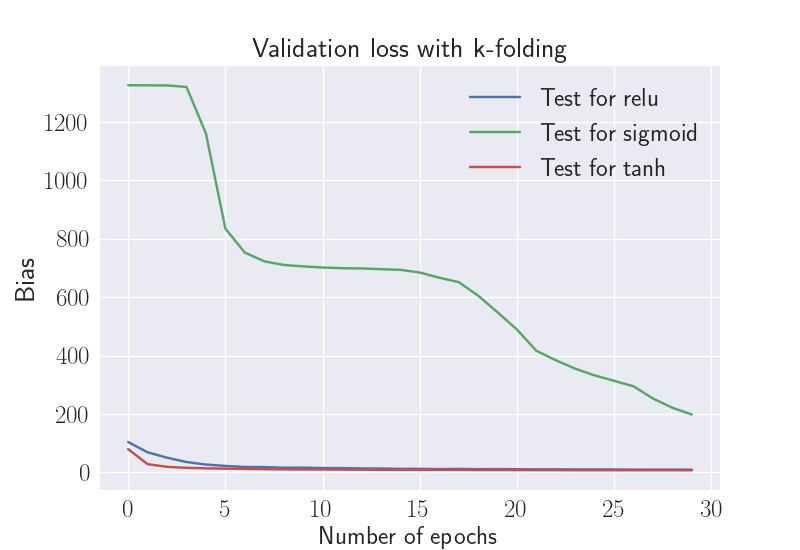 Validation loss with k-folding
Test for relu
Test for sigmoid
Test for tanh
Bias
1200
1000
800
600
400
200
0
0 5 10 15 20 25 30
Number of epochs